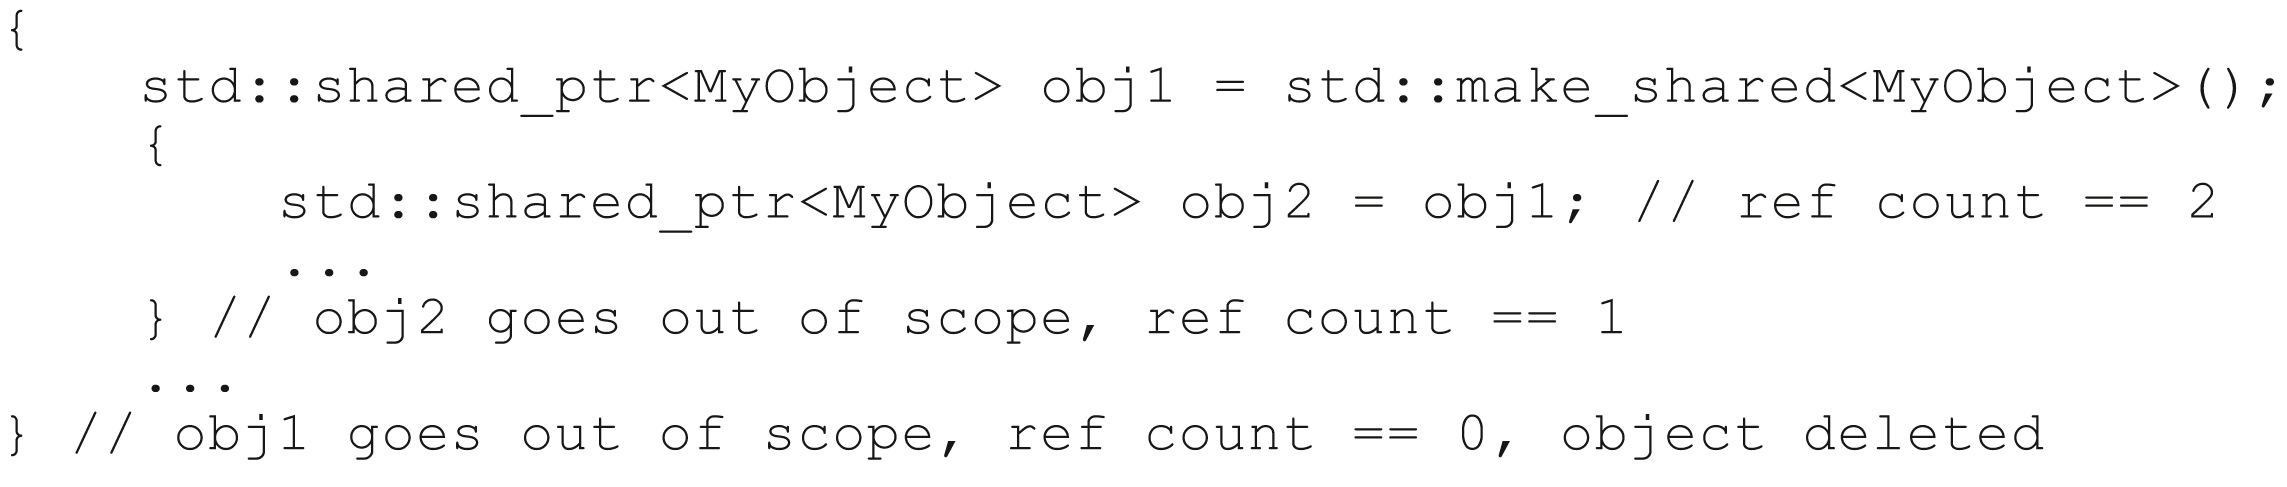 {
    std::shared_ptr<MyObject> obj1 = std::make_shared<MyObject>();
    {
        std::shared_ptr<MyObject> obj2 = obj1; // ref count == 2
        ...
    } // obj2 goes out of scope, ref count == 1
    ...
} // obj1 goes out of scope, ref count == 0, object deleted